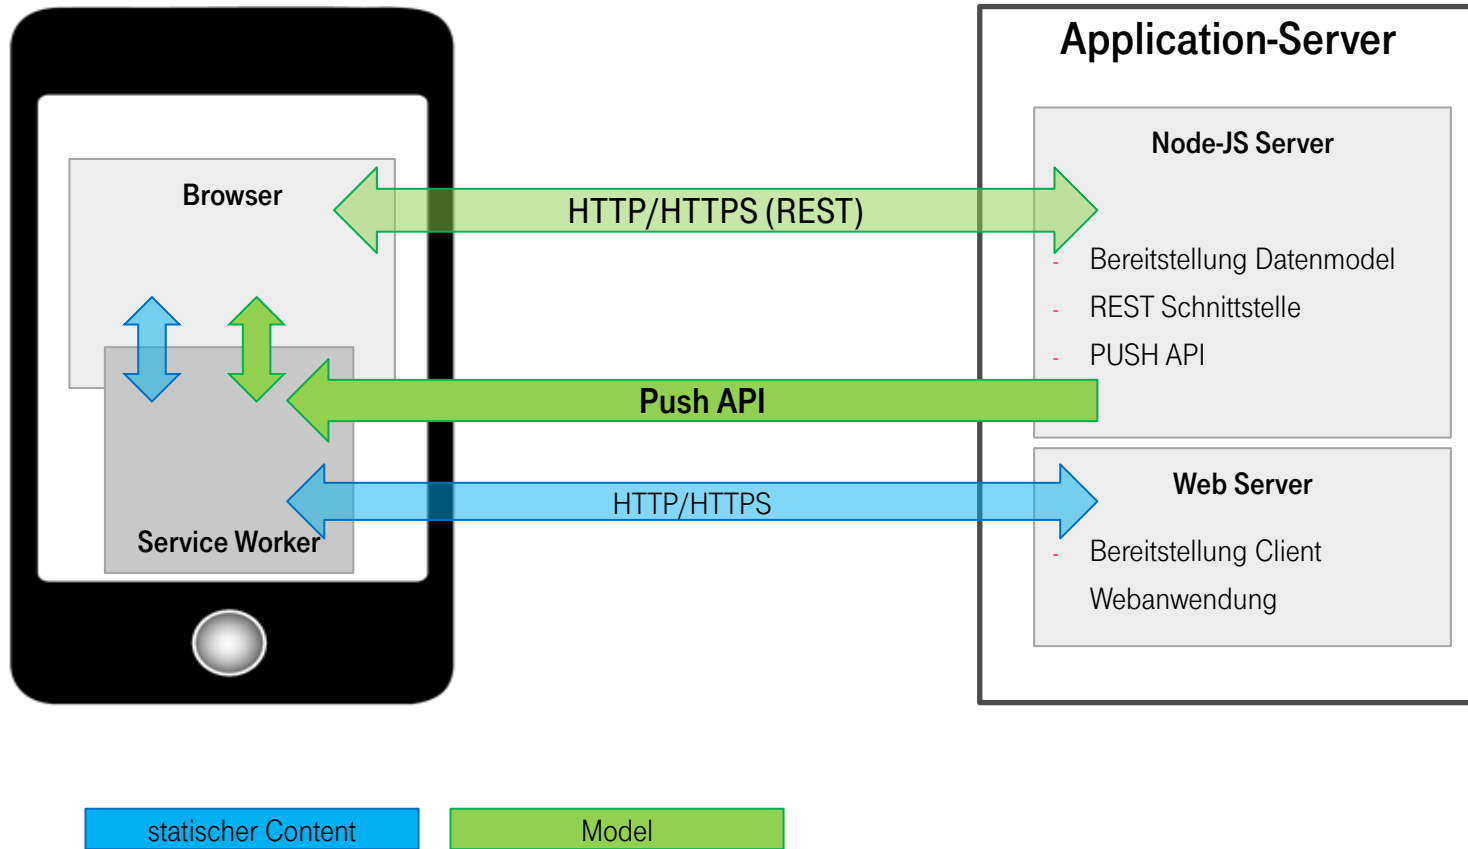 Application-Server
Node-JS Server
Browser
HTTP/HTTPS (REST)
- Bereitstellung Datenmodel
- REST Schnittstelle
- PUSH API
Push API
Web Server
HTTP/HTTPS
Service Worker
- Bereitstellung Client
Webanwendung
statischer Content
Model